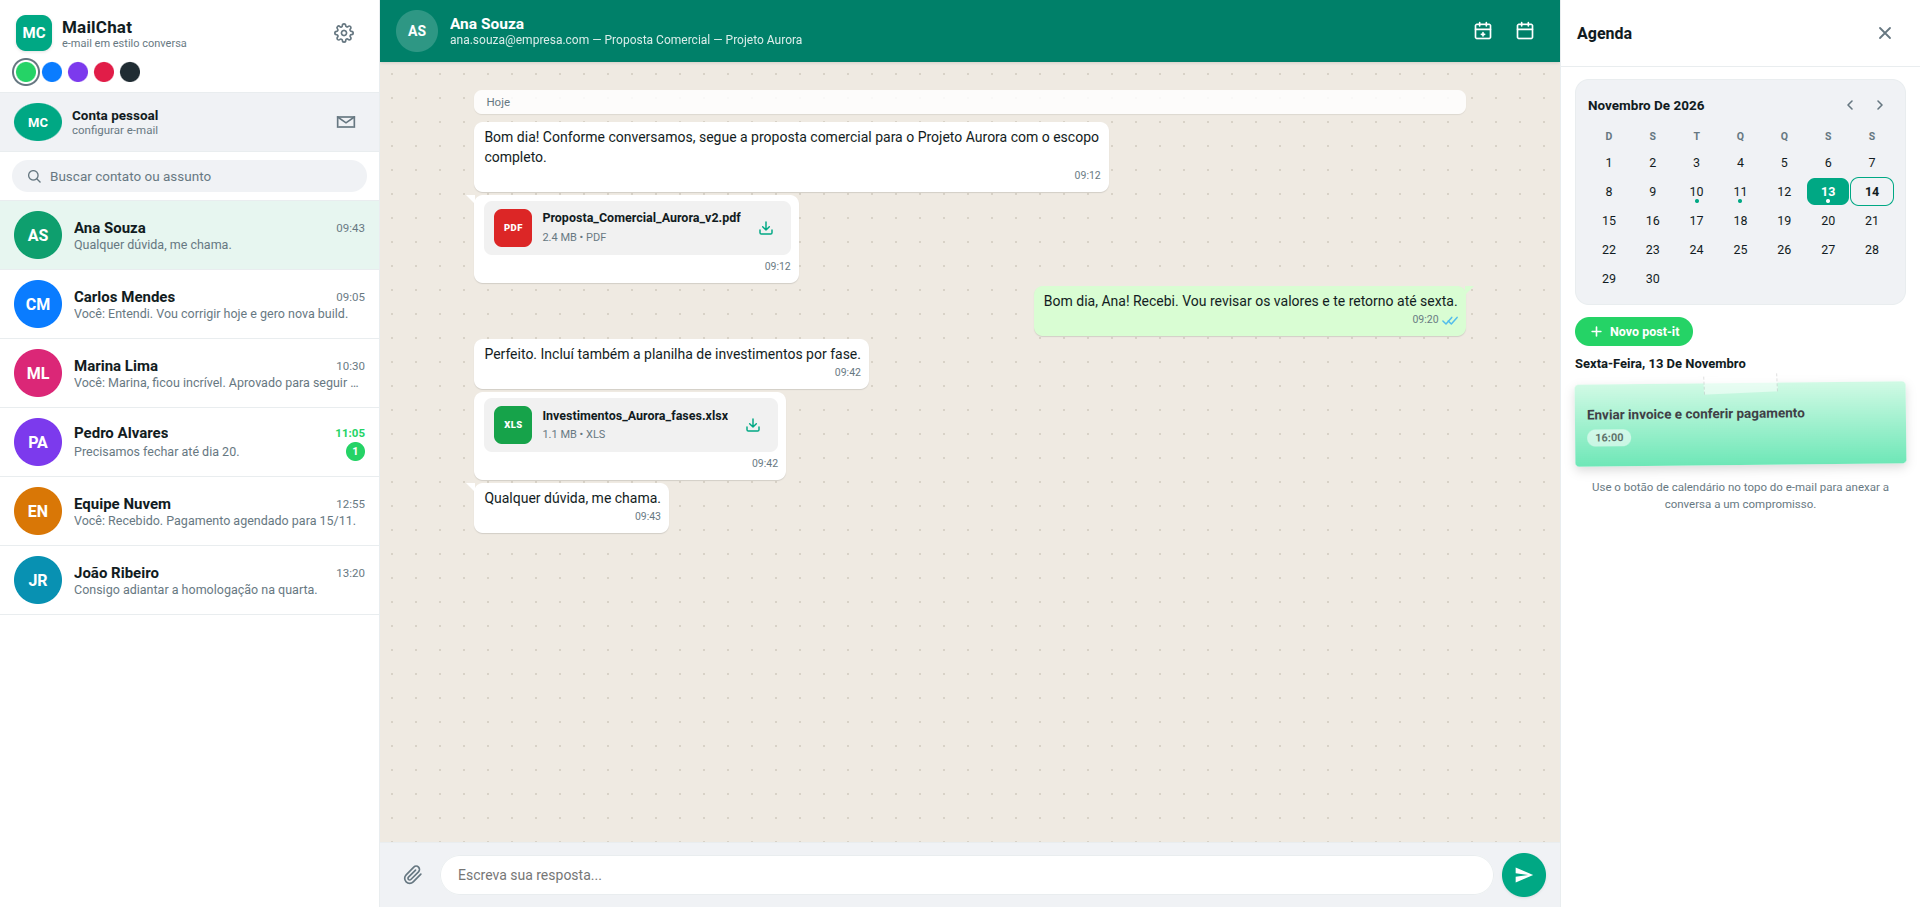 MC
MailChat
e-mail em estilo conversa
MC
Conta pessoal
configurar e-mail
Buscar contato ou assunto
AS
Ana Souza
09:43
Qualquer dúvida, me chama.
CM
Carlos Mendes
09:05
Você: Entendi. Vou corrigir hoje e gero nova build.
ML
Marina Lima
10:30
Você: Marina, ficou incrível. Aprovado para seguir ...
PA
Pedro Alvares
11:05
Precisamos fechar até dia 20.
1
EN
Equipe Nuvem
12:55
Você: Recebido. Pagamento agendado para 15/11.
JR
João Ribeiro
13:20
Consigo adiantar a homologação na quarta.
AS
Ana Souza
ana.souza@empresa.com — Proposta Comercial — Projeto Aurora
Hoje
Bom dia! Conforme conversamos, segue a proposta comercial para o Projeto Aurora com o escopo
completo.
09:12
PDF
Proposta_Comercial_Aurora_v2.pdf
2.4 MB • PDF
09:12
Bom dia, Ana! Recebi. Vou revisar os valores e te retorno até sexta.
09:20
Perfeito. Incluí também a planilha de investimentos por fase.
09:42
XLS
Investimentos_Aurora_fases.xlsx
1.1 MB • XLS
09:42
Qualquer dúvida, me chama.
09:43
Escreva sua resposta...
Agenda
Novembro De 2026
D S T Q Q S S
1 2 3 4 5 6 7
8 9 10 11 12 13 14
15 16 17 18 19 20 21
22 23 24 25 26 27 28
29 30
Novo post-it
Sexta-Feira, 13 De Novembro
Enviar invoice e conferir pagamento
16:00
Use o botão de calendário no topo do e-mail para anexar a
conversa a um compromisso.